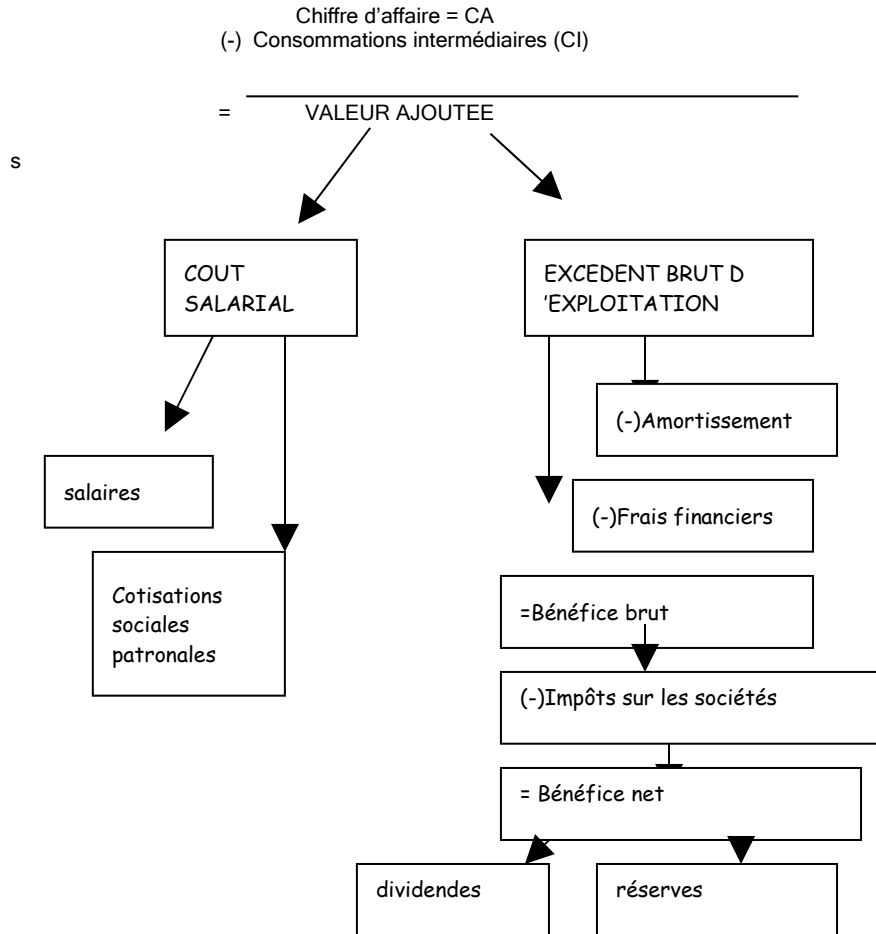 Chiffre d'affaire = CA
(-) Consommations intermédiaires (CI)
= VALEUR AJOUTEE
s
COUT
SALARIAL
EXCEDENT BRUT D
'EXPLOITATION
(-)Amortissement
salaires
(-)Frais financiers
Cotisations
sociales
patronales
=Bénéfice brut
(-)Impôts sur les sociétés
= Bénéfice net
dividendes
réserves